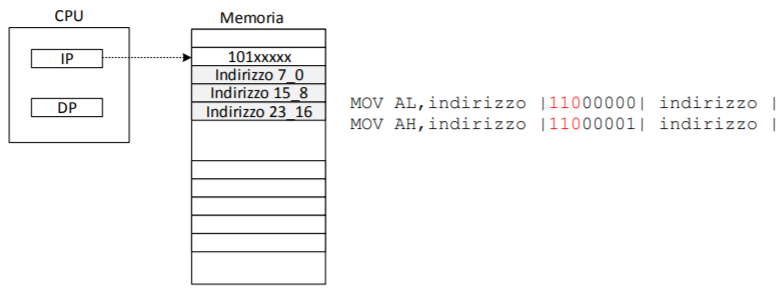 CPU
Memoria
IP
101xxxxx
Indirizzo 7_0
Indirizzo 15_8
DP
Indirizzo 23_16
MOV AL,indirizzo |11000000| indirizzo |
MOV AH,indirizzo |11000001| indirizzo |